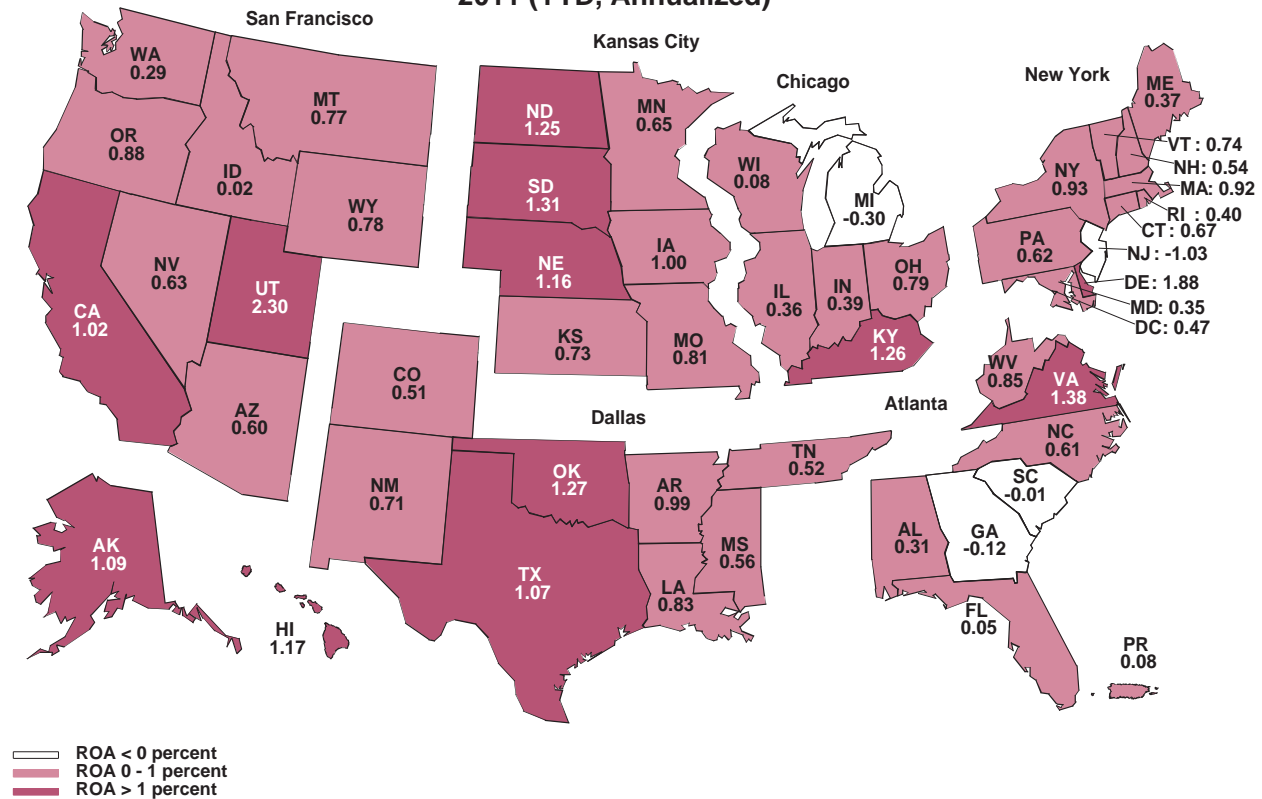 2011 (YTD, Annualized)
San Francisco
Kansas City
Chicago
New York
WA
0.29
MT
0.77
OR
0.88
ID
0.02
WY
0.78
NV
0.63
UT
2.30
CA
1.02
AZ
0.60
AK
1.09
HI
1.17
ND
1.25
MN
0.65
SD
1.31
NE
1.16
IA
1.00
KS
0.73
MO
0.81
WI
0.08
MI
-0.30
IL
0.36
IN
0.39
OH
0.79
KY
1.26
ME
0.37
VT : 0.74
NH: 0.54
NY
0.93
MA: 0.92
RI : 0.40
CT : 0.67
PA
0.62
NJ : -1.03
DE: 1.88
MD: 0.35
DC: 0.47
Dallas
Atlanta
CO
0.51
NM
0.71
OK
1.27
TX
1.07
AR
0.99
LA
0.83
MS
0.56
TN
0.52
WV
0.85
VA
1.38
NC
0.61
SC
-0.01
AL
0.31
GA
-0.12
FL
0.05
PR
0.08
ROA < 0 percent
ROA 0 - 1 percent
ROA > 1 percent